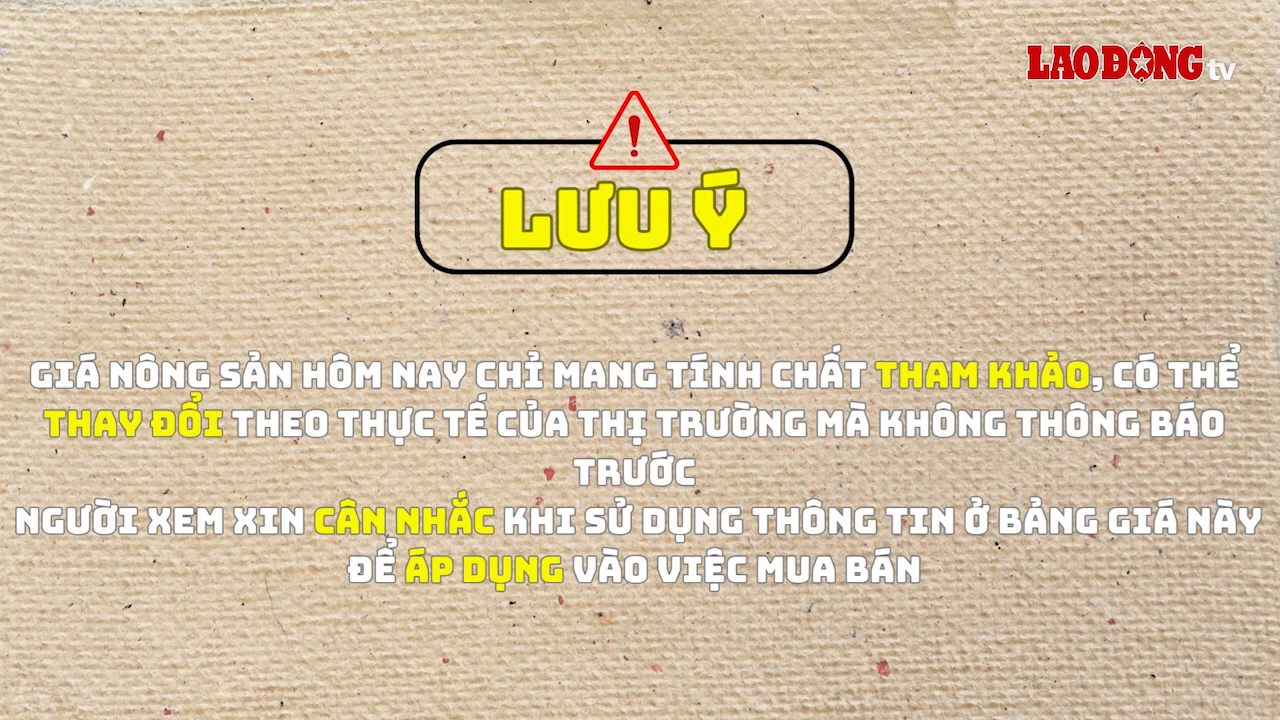 LAO ĐỘNG tv
!
LƯU Ý
GIÁ NÔNG SẢN HÔM NAY CHỈ MANG TÍNH CHẤT THAM KHẢO, CÓ THỂ
THAY ĐỔI THEO THỰC TẾ CỦA THỊ TRƯỜNG MÀ KHÔNG THÔNG BÁO
TRƯỚC
NGƯỜI XEM XIN CÂN NHẮC KHI SỬ DỤNG THÔNG TIN Ở BẢNG GIÁ NÀY
ĐỂ ÁP DỤNG VÀO VIỆC MUA BÁN